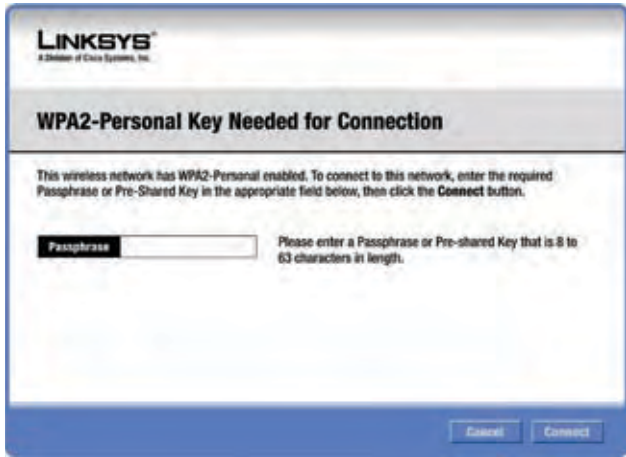 LINKSYS®
A Division of Cisco Systems, Inc.
WPA2-Personal Key Needed for Connection
This wireless network has WPA2-Personal enabled. To connect to this network, enter the required
Passphrase or Pre-Shared Key in the appropriate field below, then click the Connect button.
Passphrase
Please enter a Passphrase or Pre-shared Key that is 8 to
63 characters in length.
Cancel Connect